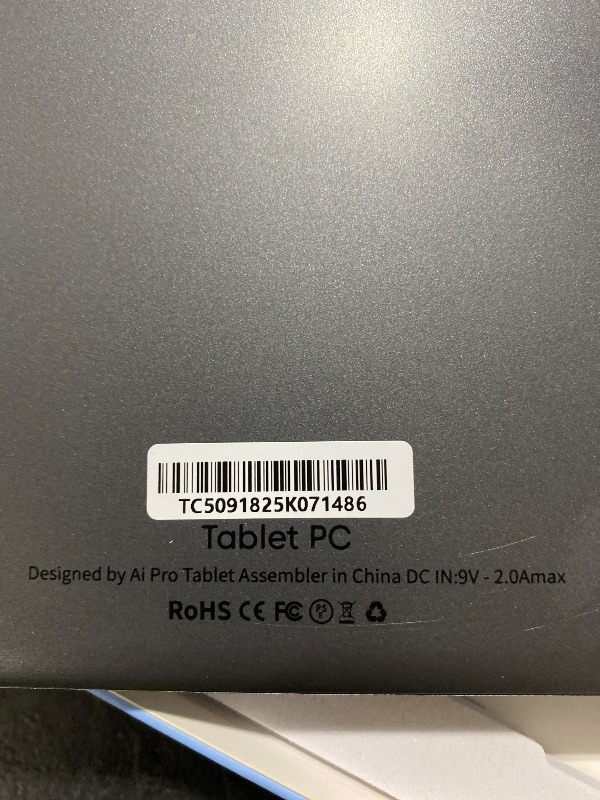 TC5091825K071486
Tablet PC
Designed by Ai Pro Tablet Assembler in China DC IN:9V - 2.0Amax
RoHS CE FC PSE